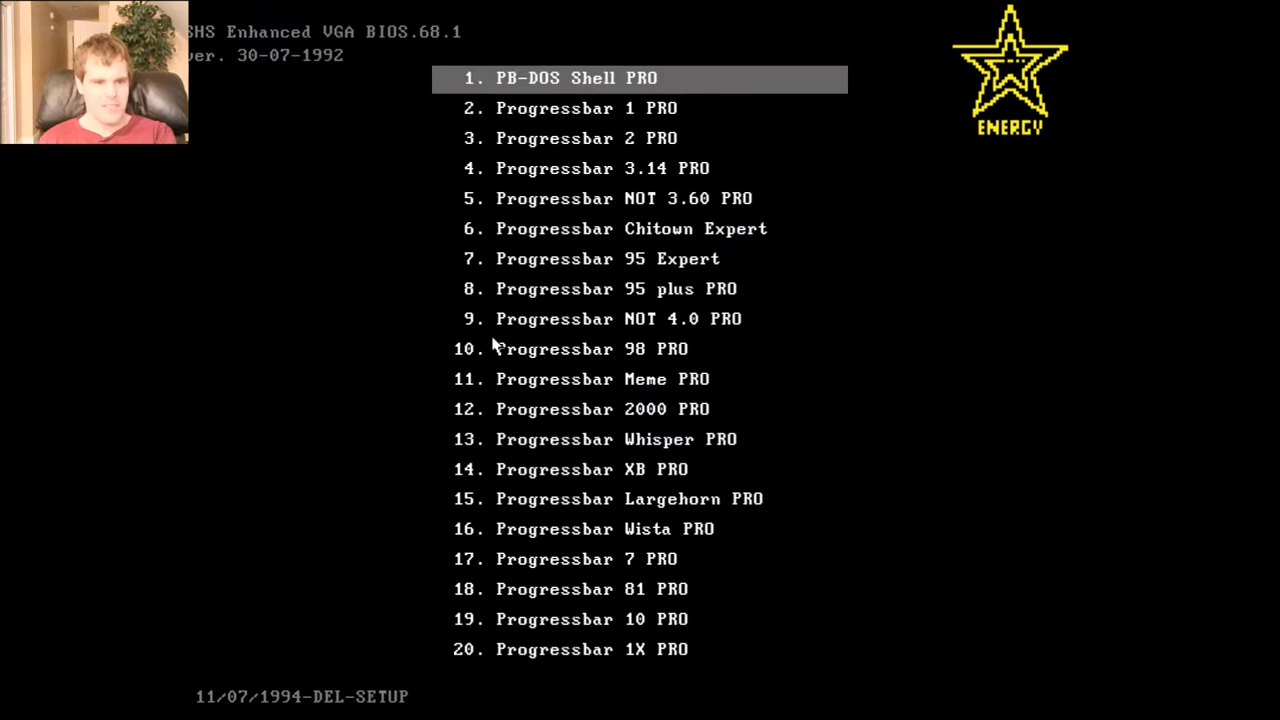 SHS Enhanced VGA BIOS.68.1
ver. 30-07-1992
ENERGY
1. PB-DOS Shell PRO
2. Progressbar 1 PRO
3. Progressbar 2 PRO
4. Progressbar 3.14 PRO
5. Progressbar NOT 3.60 PRO
6. Progressbar Chitown Expert
7. Progressbar 95 Expert
8. Progressbar 95 plus PRO
9. Progressbar NOT 4.0 PRO
10. Progressbar 98 PRO
11. Progressbar Meme PRO
12. Progressbar 2000 PRO
13. Progressbar Whisper PRO
14. Progressbar XB PRO
15. Progressbar Largehorn PRO
16. Progressbar Wista PRO
17. Progressbar 7 PRO
18. Progressbar 81 PRO
19. Progressbar 10 PRO
20. Progressbar 1X PRO
11/07/1994-DEL-SETUP